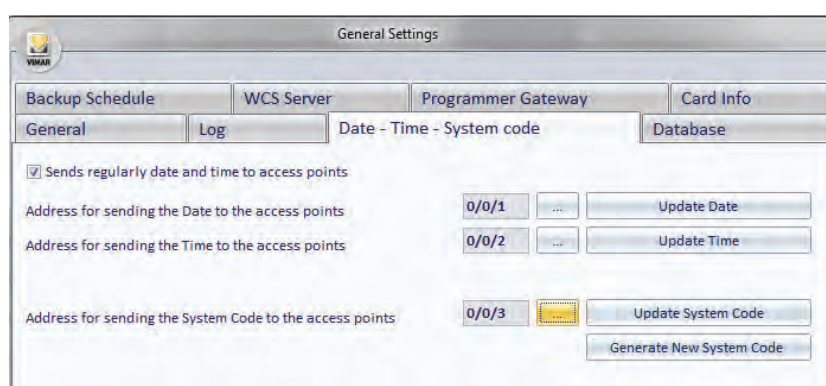 General Settings
VIMAR
Backup Schedule WCS Server Programmer Gateway Card Info
General Log Date - Time - System code Database
Sends regularly date and time to access points
Address for sending the Date to the access points 0/0/1 ... Update Date
Address for sending the Time to the access points 0/0/2 ... Update Time
Address for sending the System Code to the access points 0/0/3 ... Update System Code
Generate New System Code